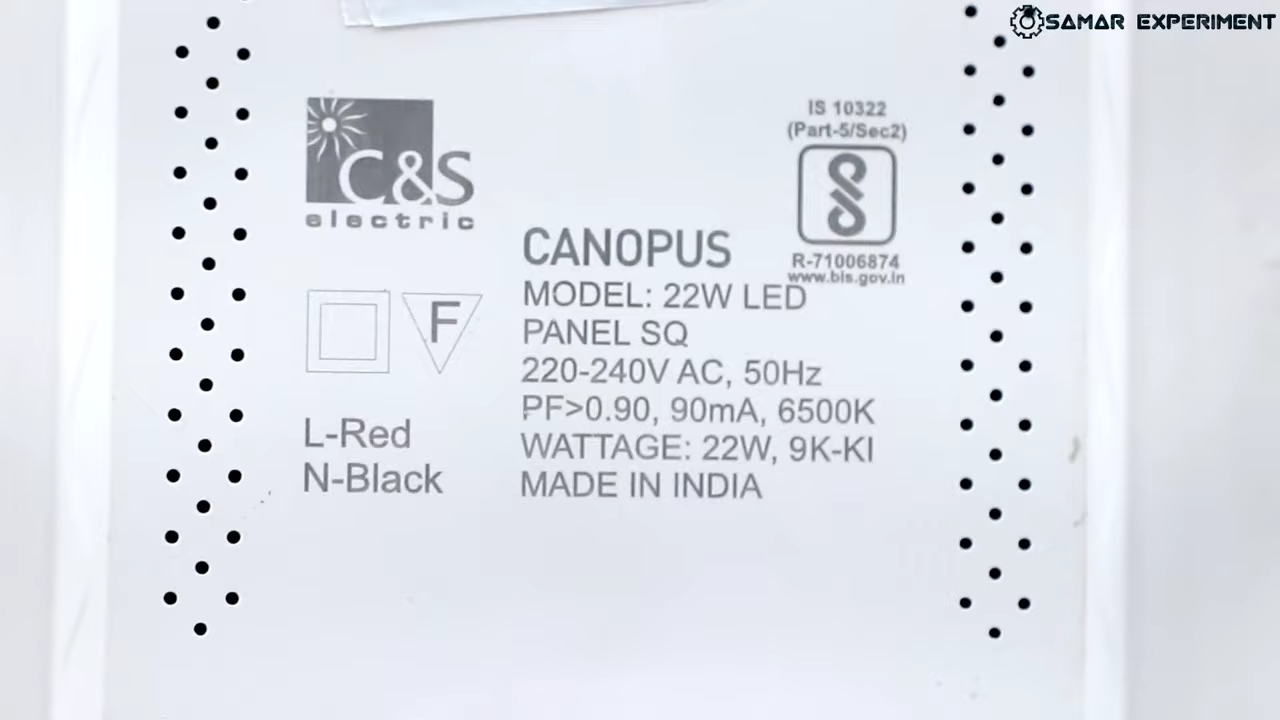 SAMAR EXPERIMENT
C&S
electric
IS 10322
(Part-5/Sec2)
R-71006874
www.bis.gov.in
CANOPUS
MODEL: 22W LED
PANEL SQ
220-240V AC, 50Hz
PF>0.90, 90mA, 6500K
WATTAGE: 22W, 9K-KI
MADE IN INDIA
F
L-Red
N-Black